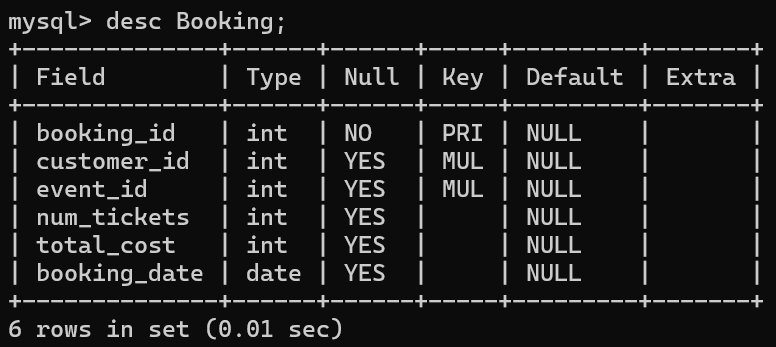 mysql> desc Booking;
+--------------+------+------+-----+---------+-------+
| Field        | Type | Null | Key | Default | Extra |
+--------------+------+------+-----+---------+-------+
| booking_id   | int  | NO   | PRI | NULL    |       |
| customer_id  | int  | YES  | MUL | NULL    |       |
| event_id     | int  | YES  | MUL | NULL    |       |
| num_tickets  | int  | YES  |     | NULL    |       |
| total_cost   | int  | YES  |     | NULL    |       |
| booking_date | date | YES  |     | NULL    |       |
+--------------+------+------+-----+---------+-------+
6 rows in set (0.01 sec)